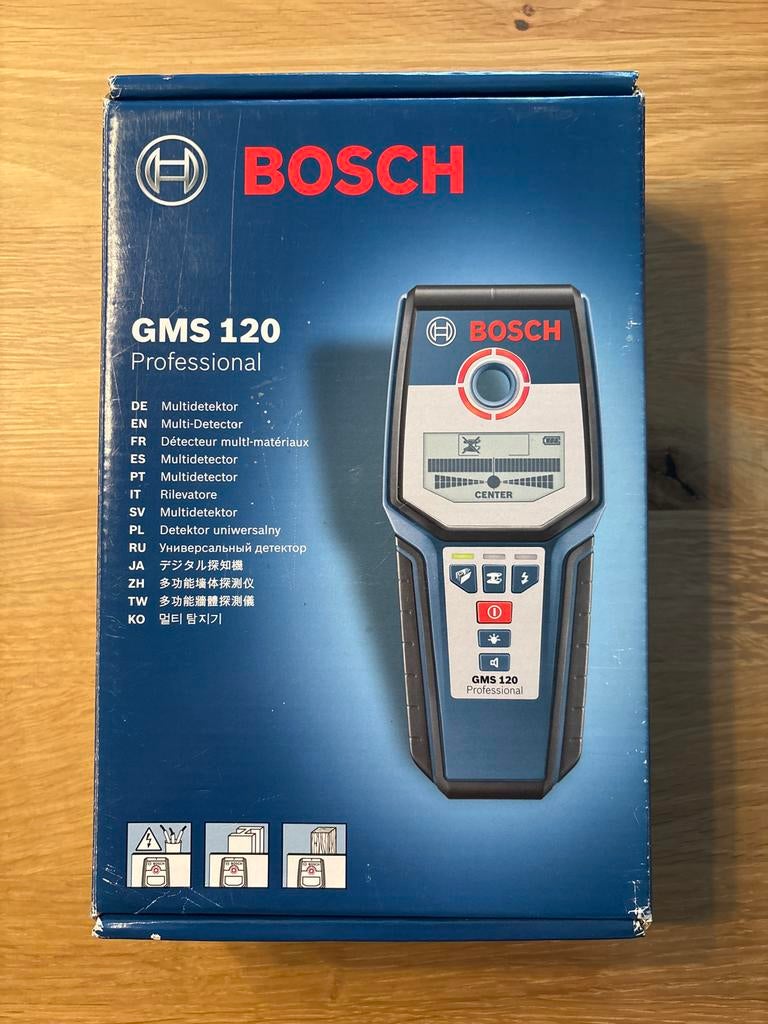 BOSCH
GMS 120
Professional
DE Multidetektor
EN Multi-Detector
FR Détecteur multi-matériaux
ES Multidetector
PT Multidetector
IT Rilevatore
SV Multidetektor
PL Detektor uniwersalny
RU Универсальный детектор
JA デジタル探知機
ZH 多功能墙体探测仪
TW 多功能牆體探測儀
KO 멀티 탐지기
BOSCH
CENTER
GMS 120
Professional